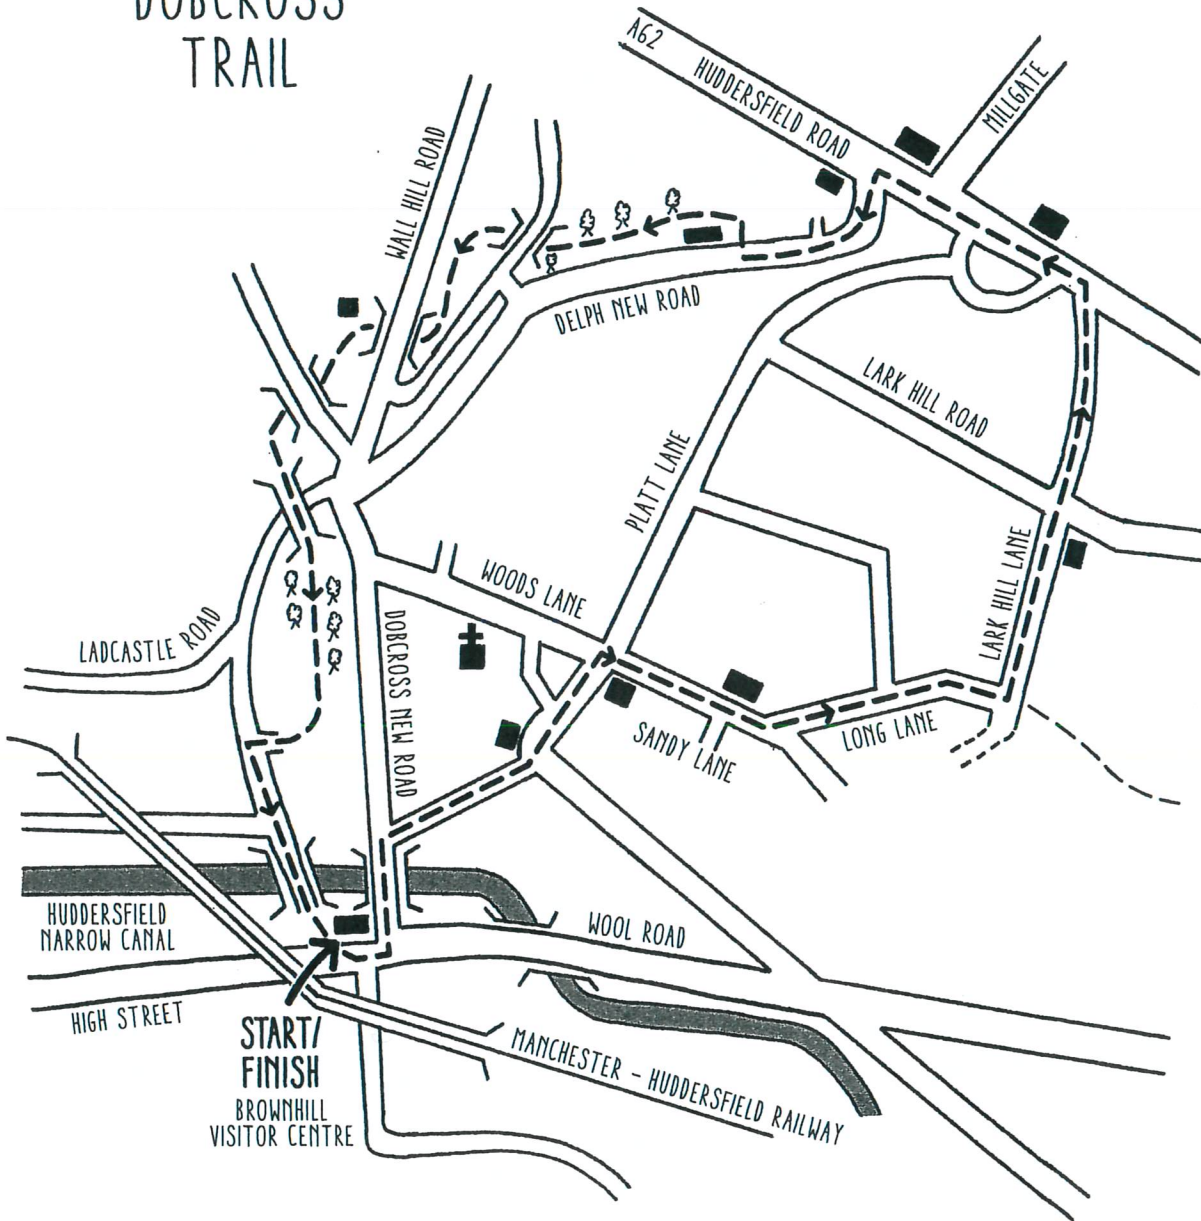 DOBCROSS
TRAIL
A62
HUDDERSFIELD ROAD
MILLGATE
WALL HILL ROAD
DELPH NEW ROAD
LARK HILL ROAD
PLATT LANE
LARK HILL LANE
WOODS LANE
LADCASTLE ROAD
DOBCROSS NEW ROAD
SANDY LANE
LONG LANE
HUDDERSFIELD
NARROW CANAL
WOOL ROAD
HIGH STREET
START/
FINISH
BROWNHILL
VISITOR CENTRE
MANCHESTER - HUDDERSFIELD RAILWAY